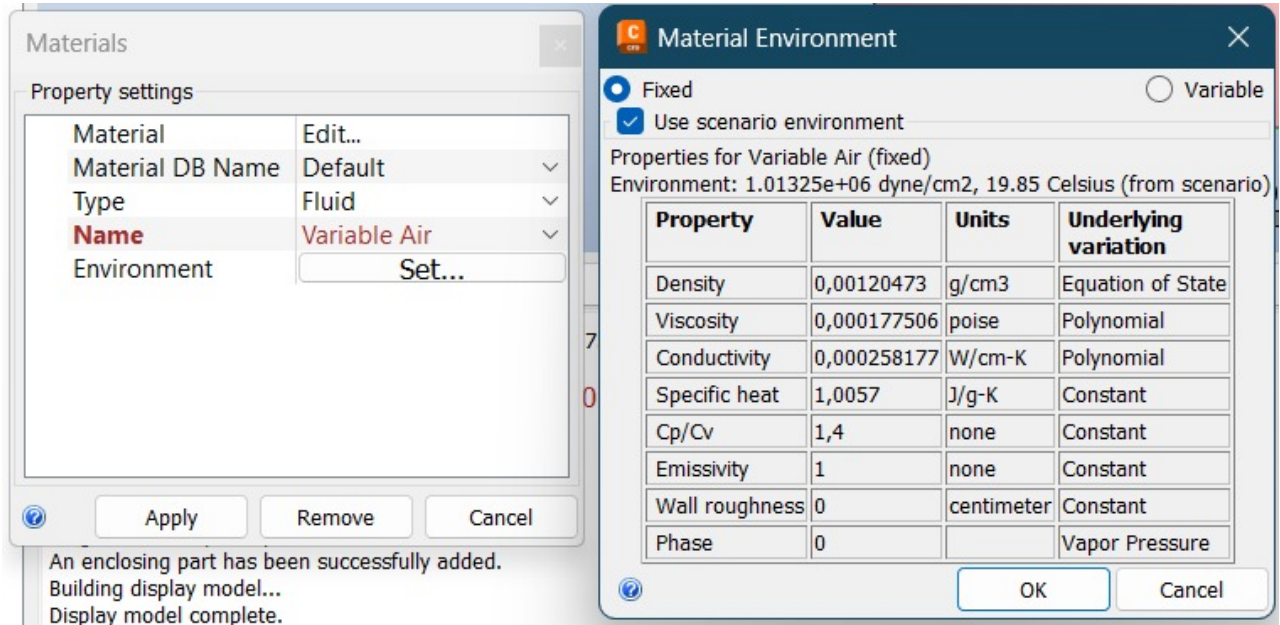 Materials
Property settings
Material Edit...
Material DB Name Default
Type Fluid
Name Variable Air
Environment Set...
Apply Remove Cancel
An enclosing part has been successfully added.
Building display model...
Display model complete.
7
0
C
CFD
Material Environment
Fixed Variable
Use scenario environment
Properties for Variable Air (fixed)
Environment: 1.01325e+06 dyne/cm2, 19.85 Celsius (from scenario)
Property Value Units Underlying variation
Density 0,00120473 g/cm3 Equation of State
Viscosity 0,000177506 poise Polynomial
Conductivity 0,000258177 W/cm-K Polynomial
Specific heat 1,0057 J/g-K Constant
Cp/Cv 1,4 none Constant
Emissivity 1 none Constant
Wall roughness 0 centimeter Constant
Phase 0 Vapor Pressure
OK Cancel